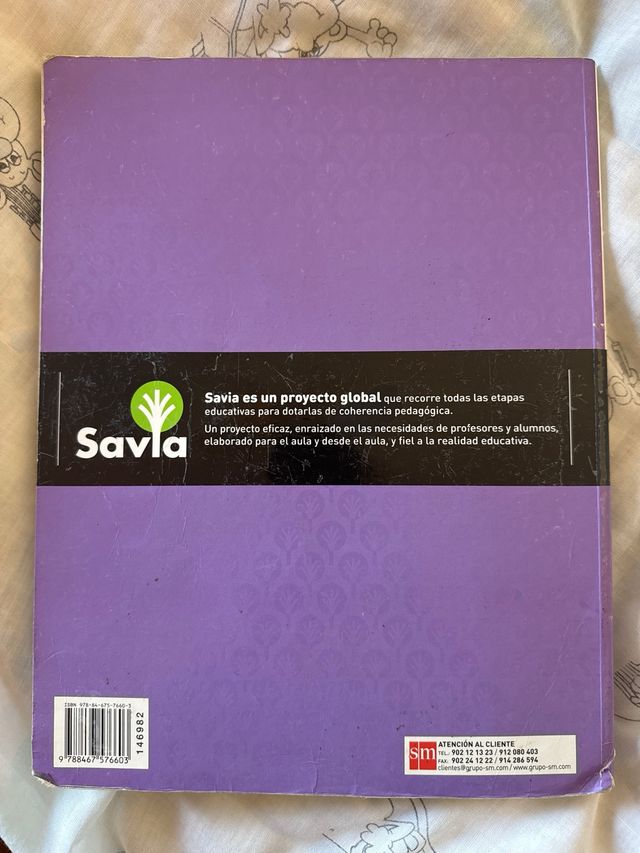 Savia
Savia es un proyecto global que recorre todas las etapas
educativas para dotarlas de coherencia pedagógica.
Un proyecto eficaz, enraizado en las necesidades de profesores y alumnos,
elaborado para el aula y desde el aula, y fiel a la realidad educativa.
ISBN 978-84-675-7660-3
146982
9 788467 576603
sm
ATENCIÓN AL CLIENTE
TEL.: 902 12 13 23 / 912 080 403
FAX: 902 24 12 22 / 914 286 594
clientes@grupo-sm.com / www.grupo-sm.com